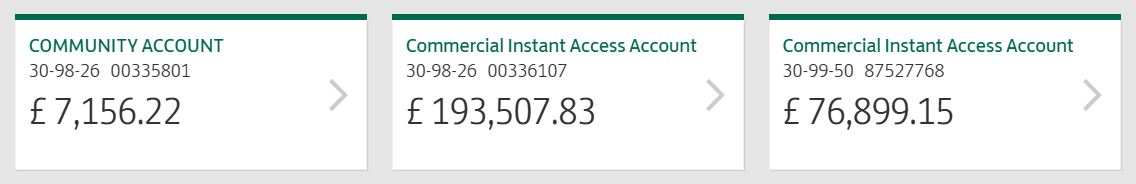 COMMUNITY ACCOUNT
30-98-26 00335801
£ 7,156.22
Commercial Instant Access Account
30-98-26 00336107
£ 193,507.83
Commercial Instant Access Account
30-99-50 87527768
£ 76,899.15